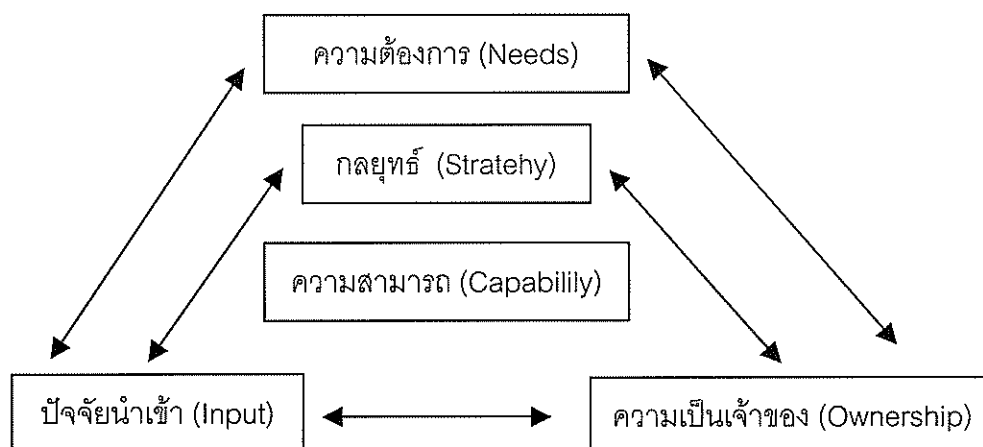 ความต้องการ (Needs)
กลยุทธ์ (Stratehy)
ความสามารถ (Capabilily)
ปัจจัยนำเข้า (Input)
ความเป็นเจ้าของ (Ownership)